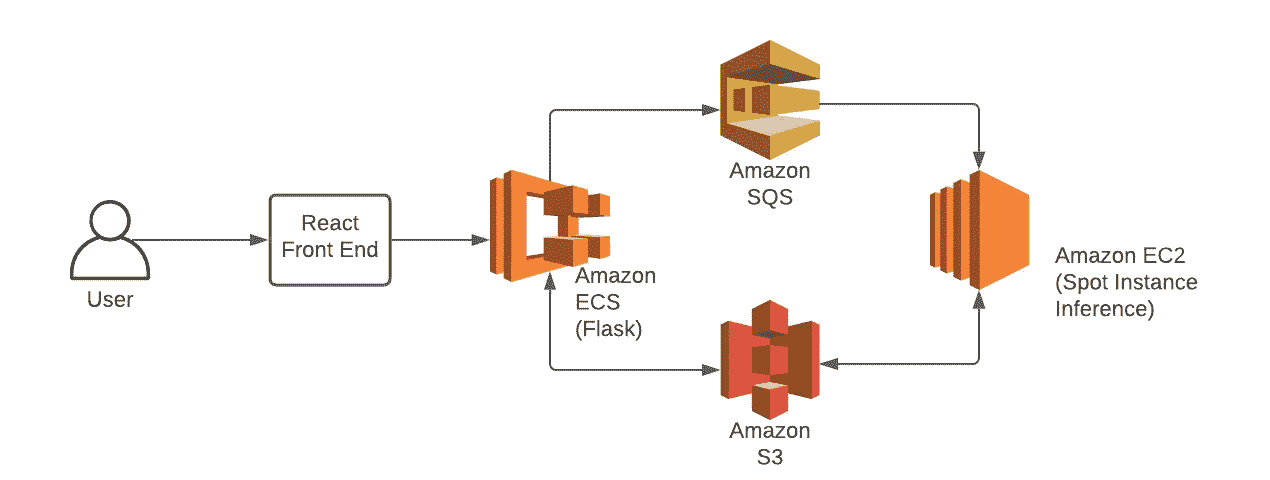 User
React
Front End
Amazon
ECS
(Flask)
Amazon
SQS
Amazon
S3
Amazon EC2
(Spot Instance
Inference)